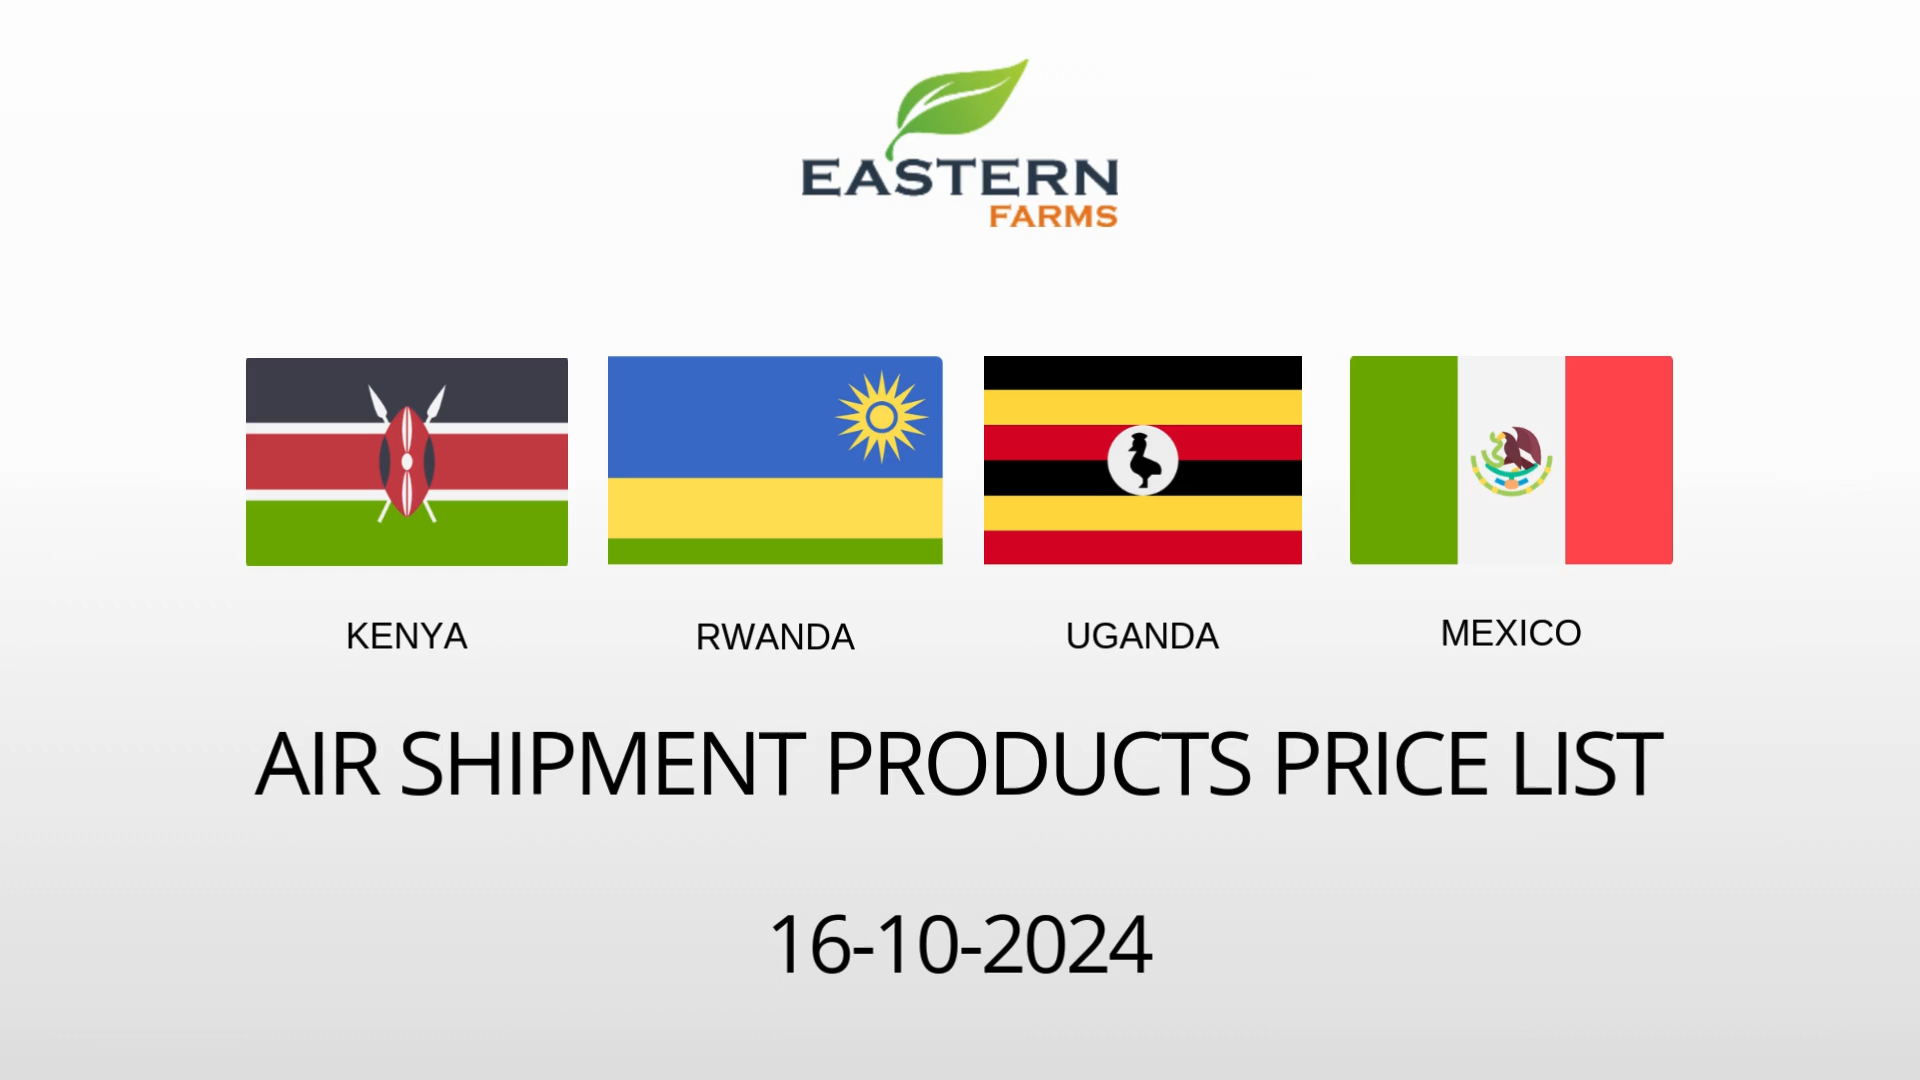 EASTERN
FARMS
KENYA
RWANDA
UGANDA
MEXICO
AIR SHIPMENT PRODUCTS PRICE LIST
16-10-2024